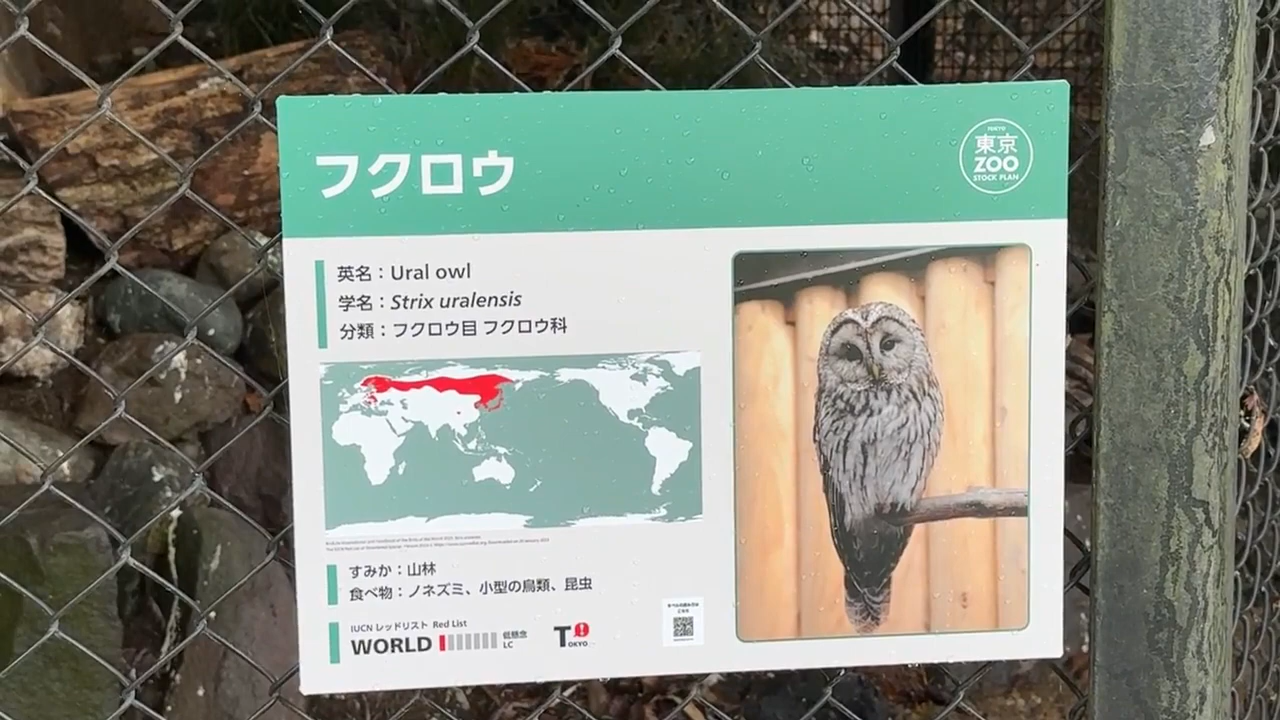 フクロウ
TOKYO
東京
ZOO
STOCK PLAN
英名：Ural owl
学名：Strix uralensis
分類：フクロウ目 フクロウ科
すみか：山林
食べ物：ノネズミ、小型の鳥類、昆虫
IUCN レッドリスト Red List
WORLD
低懸念
LC
TOKYO